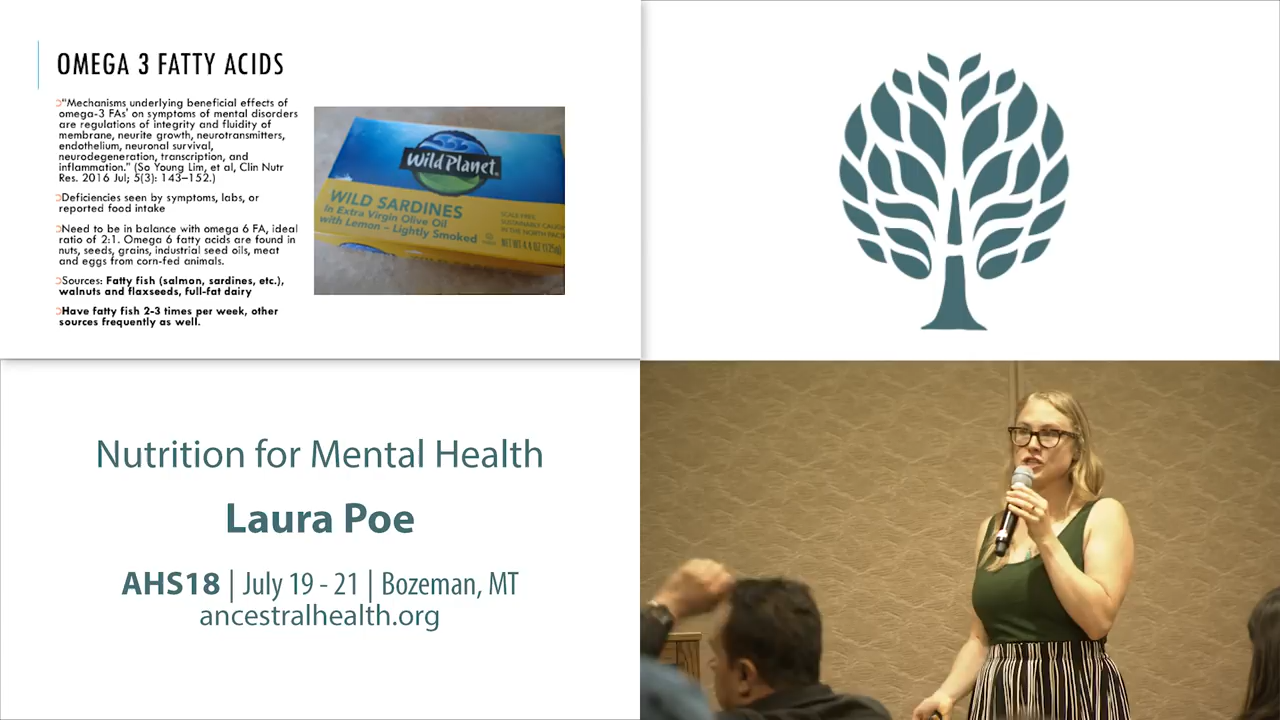 OMEGA 3 FATTY ACIDS
"Mechanisms underlying beneficial effects of
omega-3 FAs' on symptoms of mental disorders
are regulations of integrity and fluidity of
membrane, neurite growth, neurotransmitters,
endothelium, neuronal survival,
neurodegeneration, transcription, and
inflammation." (So Young Lim, et al, Clin Nutr
Res. 2016 Jul; 5(3): 143–152.)
Deficiencies seen by symptoms, labs, or
reported food intake
Need to be in balance with omega 6 FA, ideal
ratio of 2:1. Omega 6 fatty acids are found in
nuts, seeds, grains, industrial seed oils, meat
and eggs from corn-fed animals.
Sources: Fatty fish (salmon, sardines, etc.),
walnuts and flaxseeds, full-fat dairy
Have fatty fish 2-3 times per week, other
sources frequently as well.
Wild Planet
WILD SARDINES
In Extra Virgin Olive Oil
with Lemon – Lightly Smoked
SUSTAINABLY CAUGHT
IN THE NORTH PACIFIC
NET WT 4.4 OZ (125g)
Nutrition for Mental Health
Laura Poe
AHS18 | July 19 - 21 | Bozeman, MT
ancestralhealth.org